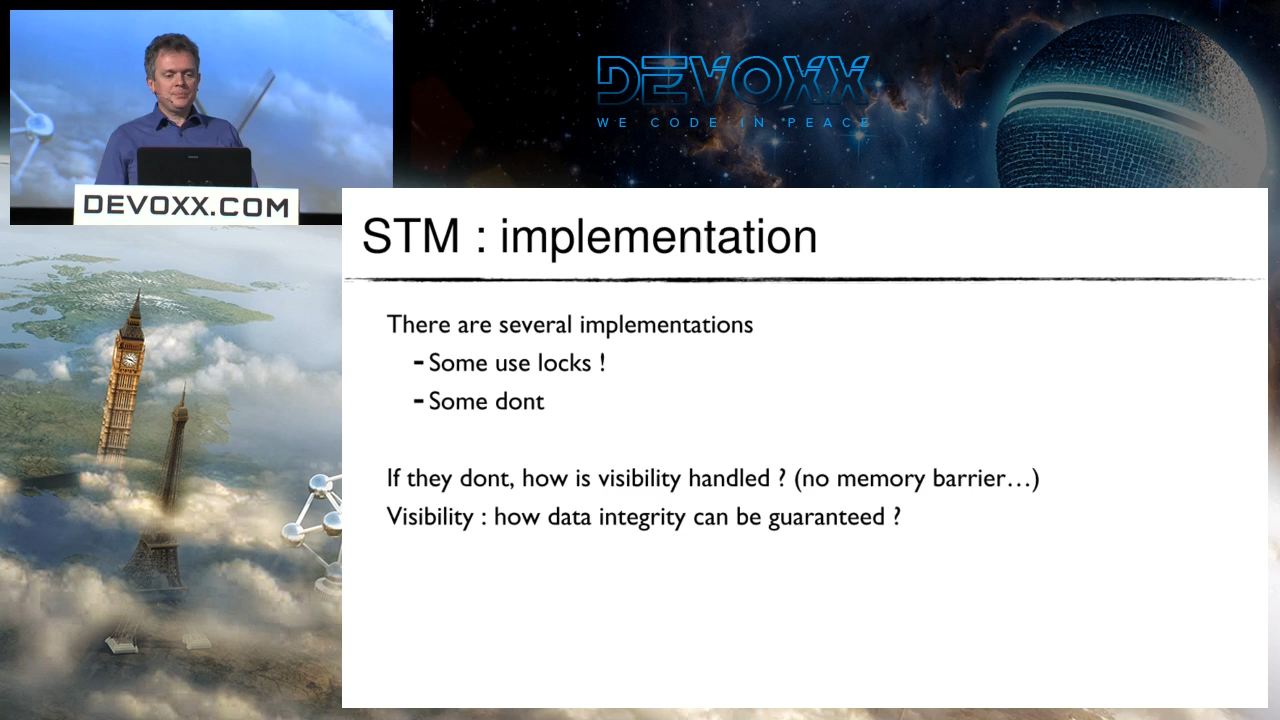 DEVOXX
WE CODE IN PEACE
DEVOXX.COM
STM : implementation
There are several implementations
- Some use locks !
- Some dont
If they dont, how is visibility handled ? (no memory barrier…)
Visibility : how data integrity can be guaranteed ?